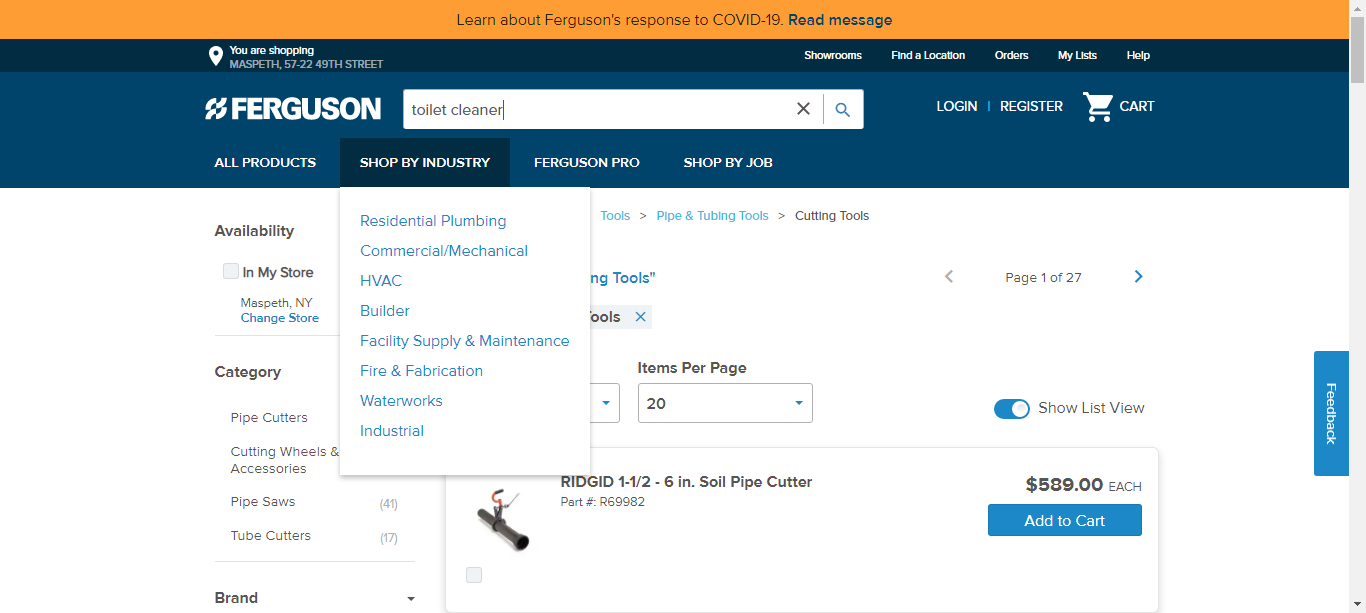 Learn about Ferguson's response to COVID-19. Read message
You are shopping
MASPETH, 57-22 49TH STREET
Showrooms
Find a Location
Orders
My Lists
Help
FERGUSON
toilet cleaner
LOGIN
REGISTER
CART
ALL PRODUCTS
SHOP BY INDUSTRY
FERGUSON PRO
SHOP BY JOB
Residential Plumbing
Commercial/Mechanical
HVAC
Builder
Facility Supply & Maintenance
Fire & Fabrication
Waterworks
Industrial
Tools > Pipe & Tubing Tools > Cutting Tools
Availability
In My Store
Maspeth, NY
Change Store
Category
Pipe Cutters
Cutting Wheels &
Accessories
Pipe Saws (41)
Tube Cutters (17)
Brand
Tools"
Page 1 of 27
Items Per Page
20
Show List View
RIDGID 1-1/2 - 6 in. Soil Pipe Cutter
Part #: R69982
$589.00 EACH
Add to Cart
Feedback